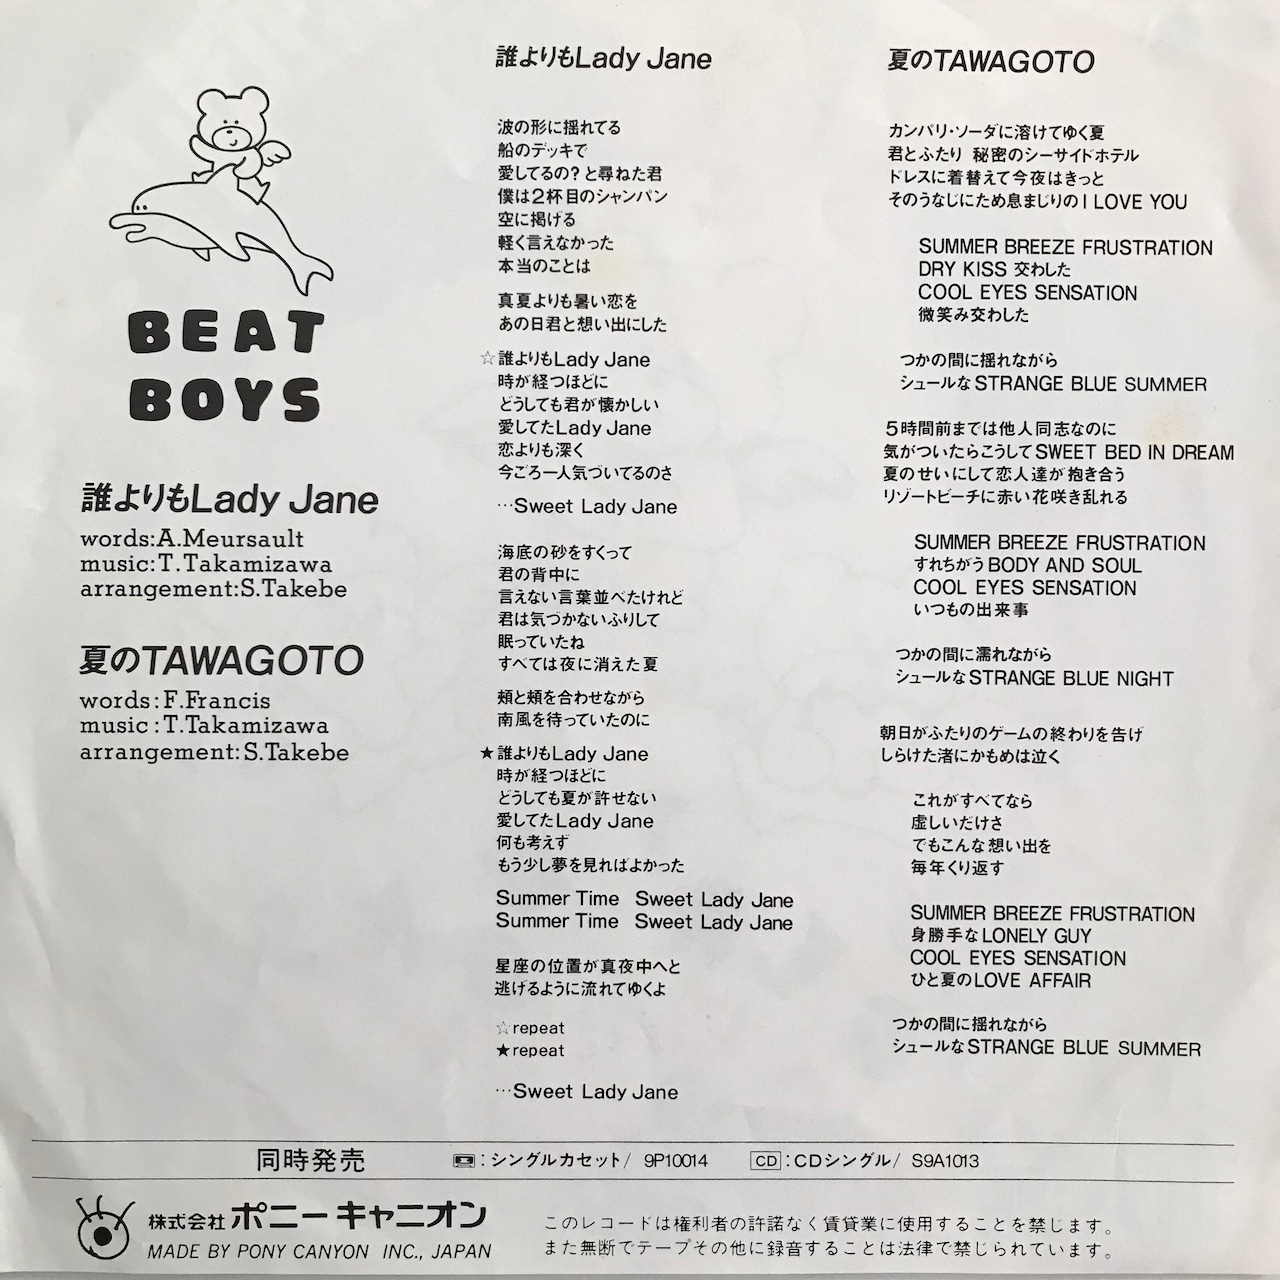 BEAT
BOYS
誰よりもLady Jane
words:A.Meursault
music:T.Takamizawa
arrangement:S.Takebe
夏のTAWAGOTO
words:F.Francis
music:T.Takamizawa
arrangement:S.Takebe
誰よりもLady Jane
波の形に揺れてる
船のデッキで
愛してるの?と尋ねた君
僕は2杯目のシャンパン
空に掲げる
軽く言えなかった
本当のことは
真夏よりも暑い恋を
あの日君と想い出にした
☆誰よりもLady Jane
時が経つほどに
どうしても君が懐かしい
愛してたLady Jane
恋よりも深く
今ごろ一人気づいてるのさ
…Sweet Lady Jane
海底の砂をすくって
君の背中に
言えない言葉並べたけれど
君は気づかないふりして
眠っていたね
すべては夜に消えた夏
頬と頬を合わせながら
南風を待っていたのに
★誰よりもLady Jane
時が経つほどに
どうしても夏が許せない
愛してたLady Jane
何も考えず
もう少し夢を見ればよかった
Summer Time Sweet Lady Jane
Summer Time Sweet Lady Jane
星座の位置が真夜中へと
逃げるように流れてゆくよ
☆repeat
★repeat
…Sweet Lady Jane
夏のTAWAGOTO
カンパリ・ソーダに溶けてゆく夏
君とふたり 秘密のシーサイドホテル
ドレスに着替えて今夜はきっと
そのうなじにため息まじりのI LOVE YOU
SUMMER BREEZE FRUSTRATION
DRY KISS 交わした
COOL EYES SENSATION
微笑み交わした
つかの間に揺れながら
シュールなSTRANGE BLUE SUMMER
5時間前までは他人同志なのに
気がついたらこうしてSWEET BED IN DREAM
夏のせいにして恋人達が抱き合う
リゾートビーチに赤い花咲き乱れる
SUMMER BREEZE FRUSTRATION
すれちがうBODY AND SOUL
COOL EYES SENSATION
いつもの出来事
つかの間に濡れながら
シュールなSTRANGE BLUE NIGHT
朝日がふたりのゲームの終わりを告げ
しらけた渚にかもめは泣く
これがすべてなら
虚しいだけさ
でもこんな想い出を
毎年くり返す
SUMMER BREEZE FRUSTRATION
身勝手なLONELY GUY
COOL EYES SENSATION
ひと夏のLOVE AFFAIR
つかの間に揺れながら
シュールなSTRANGE BLUE SUMMER
同時発売 :シングルカセット/ 9P10014 CD:CDシングル/ S9A1013
株式会社ポニーキャニオン
MADE BY PONY CANYON INC., JAPAN
このレコードは権利者の許諾なく賃貸業に使用することを禁じます。
また無断でテープその他に録音することは法律で禁じられています。